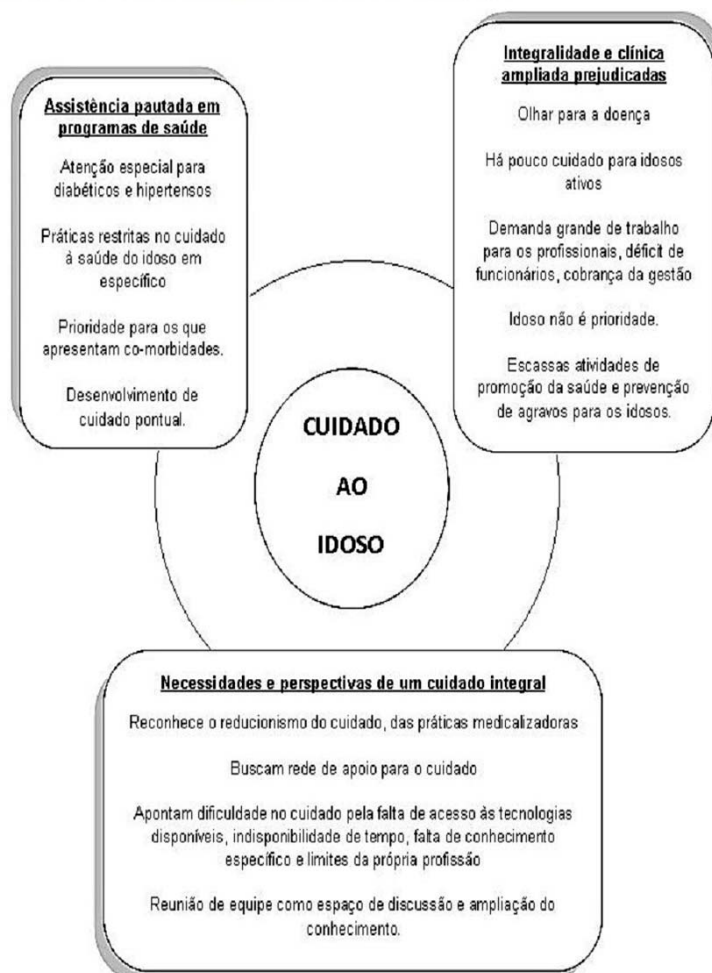 Assistência pautada em
programas de saúde
Atenção especial para
diabéticos e hipertensos
Práticas restritas no cuidado
à saúde do idoso em
específico
Prioridade para os que
apresentam co-morbidades.
Desenvolvimento de
cuidado pontual.
Integralidade e clínica
ampliada prejudicadas
Olhar para a doença
Há pouco cuidado para idosos
ativos
Demanda grande de trabalho
para os profissionais, déficit de
funcionários, cobrança da gestão
Idoso não é prioridade.
Escassas atividades de
promoção da saúde e prevenção
de agravos para os idosos.
CUIDADO
AO
IDOSO
Necessidades e perspectivas de um cuidado integral
Reconhece o reducionismo do cuidado, das práticas medicalizadoras
Buscam rede de apoio para o cuidado
Apontam dificuldade no cuidado pela falta de acesso às tecnologias
disponíveis, indisponibilidade de tempo, falta de conhecimento
específico e limites da própria profissão
Reunião de equipe como espaço de discussão e ampliação do
conhecimento.